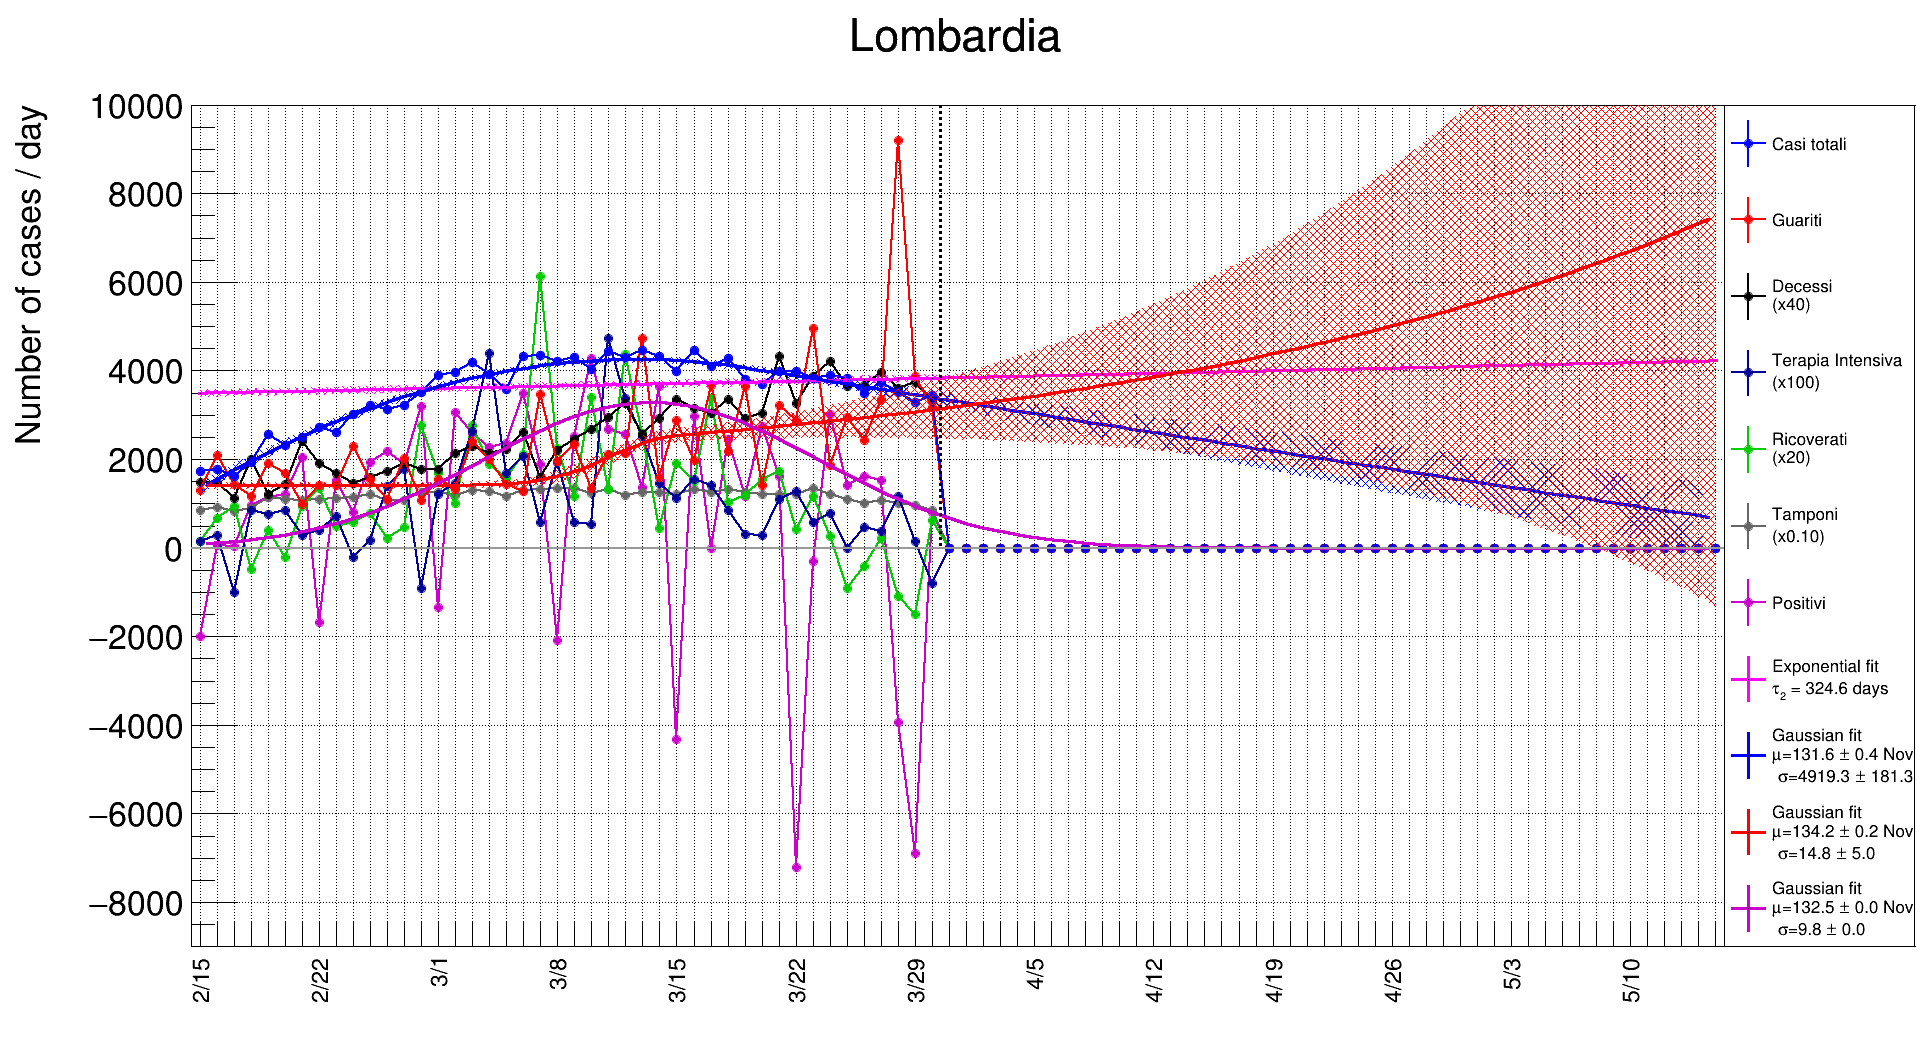 Lombardia
Number of cases / day
10000
8000
6000
4000
2000
0
−2000
−4000
−6000
−8000
2/15
2/22
3/1
3/8
3/15
3/22
3/29
4/5
4/12
4/19
4/26
5/3
5/10
Casi totali
Guariti
Decessi
(x40)
Terapia Intensiva
(x100)
Ricoverati
(x20)
Tamponi
(x0.10)
Positivi
Exponential fit
τ2 = 324.6 days
Gaussian fit
μ=131.6 ± 0.4 Nov
σ=4919.3 ± 181.3
Gaussian fit
μ=134.2 ± 0.2 Nov
σ=14.8 ± 5.0
Gaussian fit
μ=132.5 ± 0.0 Nov
σ=9.8 ± 0.0